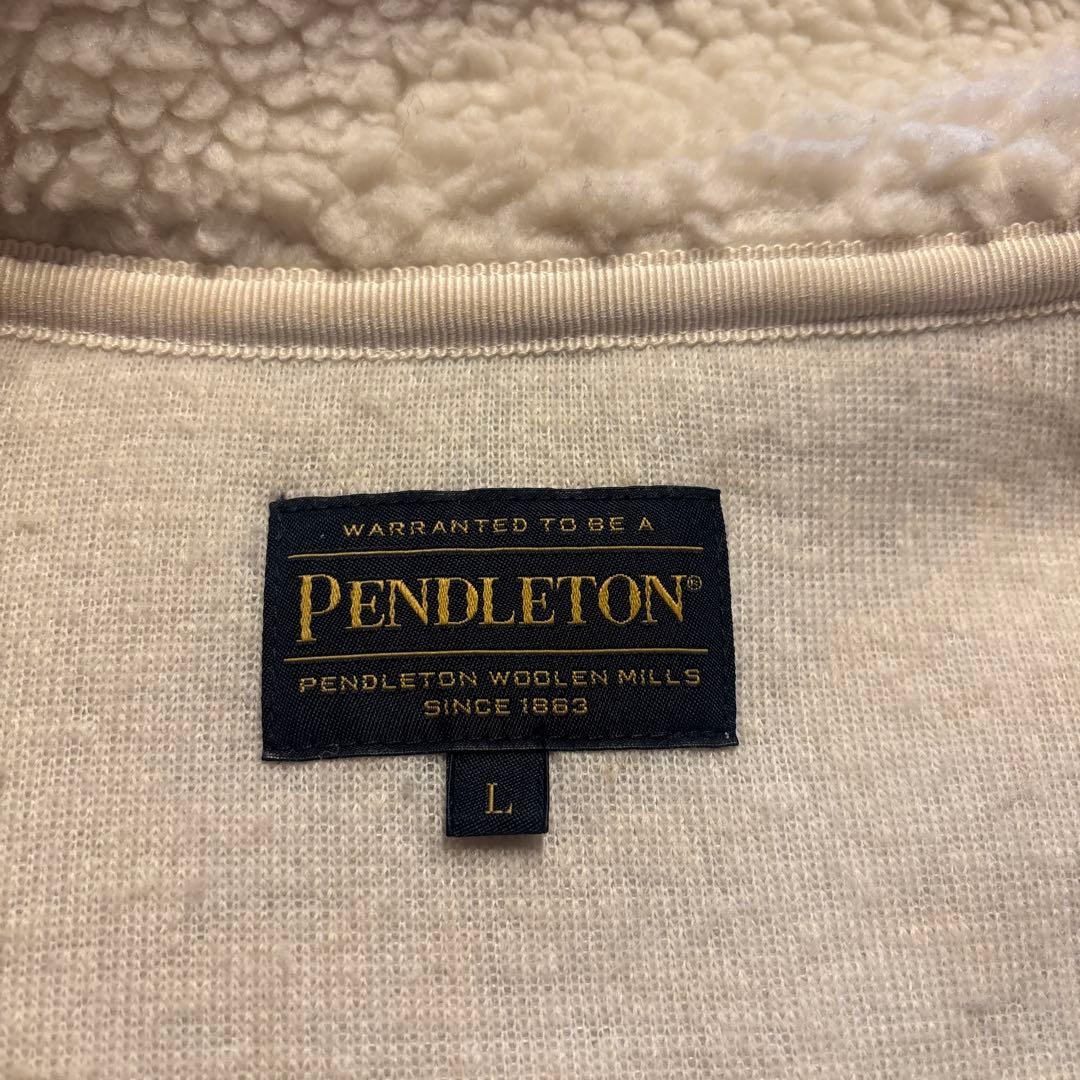 WARRANTED TO BE A
PENDLETON®
PENDLETON WOOLEN MILLS
SINCE 1863
L